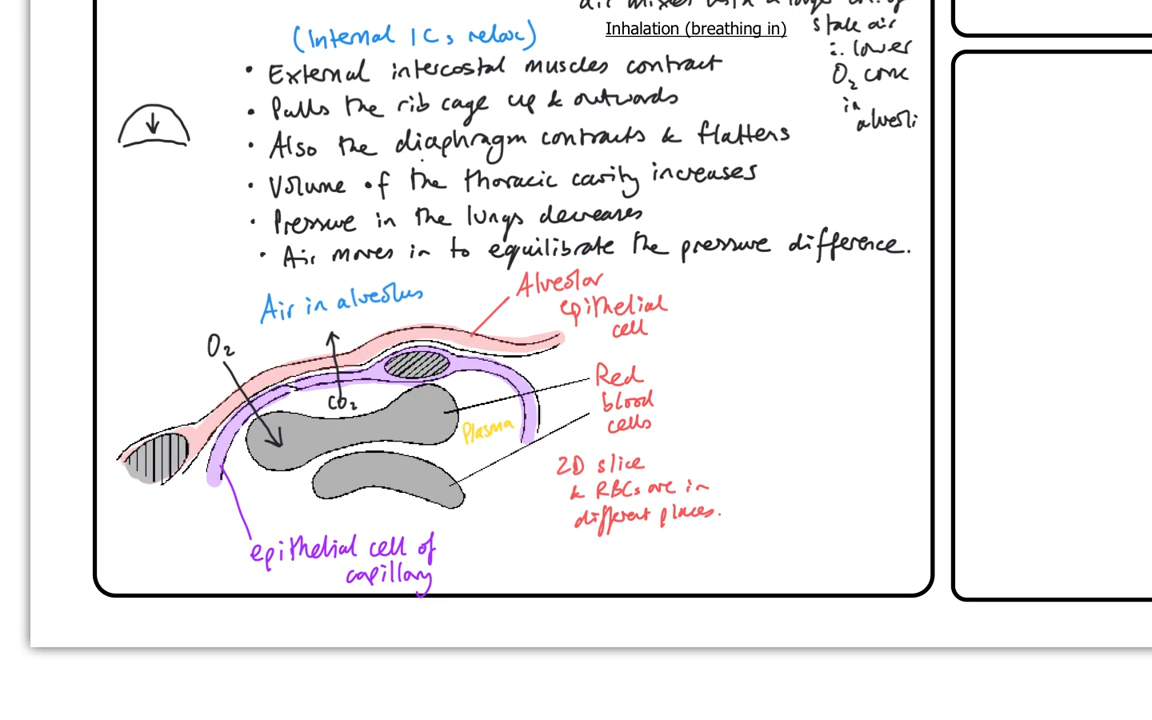 (Internal ICs relax)
Inhalation (breathing in)
stale air
∴ lower
O₂ conc
in
alveoli
• External intercostal muscles contract
• Pulls the rib cage up & outwards
• Also the diaphragm contracts & flattens
• Volume of the thoracic cavity increases
• Pressure in the lungs decreases
• Air moves in to equilibrate the pressure difference.
Air in alveolus
Alveolar
epithelial
cell
O₂
CO₂
Red
blood
cells
Plasma
2D slice
& RBCs are in
different places.
epithelial cell of
capillary